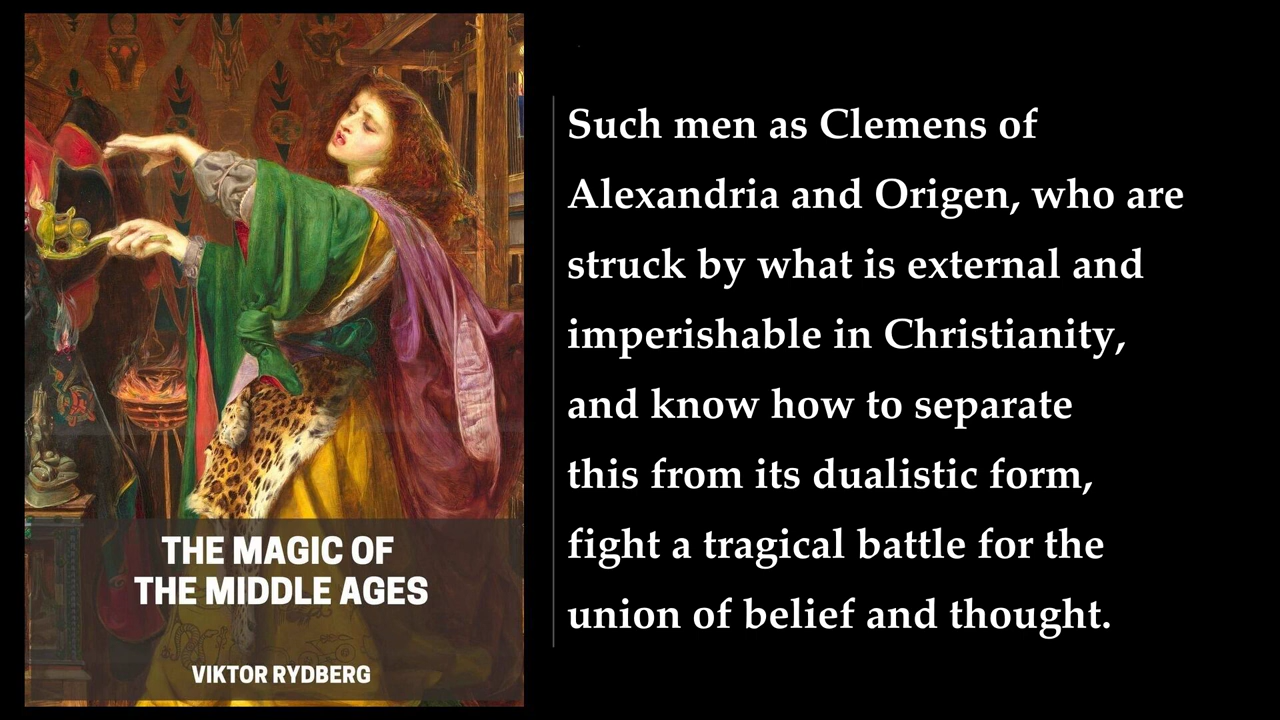 THE MAGIC OF
THE MIDDLE AGES
VIKTOR RYDBERG
Such men as Clemens of
Alexandria and Origen, who are
struck by what is external and
imperishable in Christianity,
and know how to separate
this from its dualistic form,
fight a tragical battle for the
union of belief and thought.